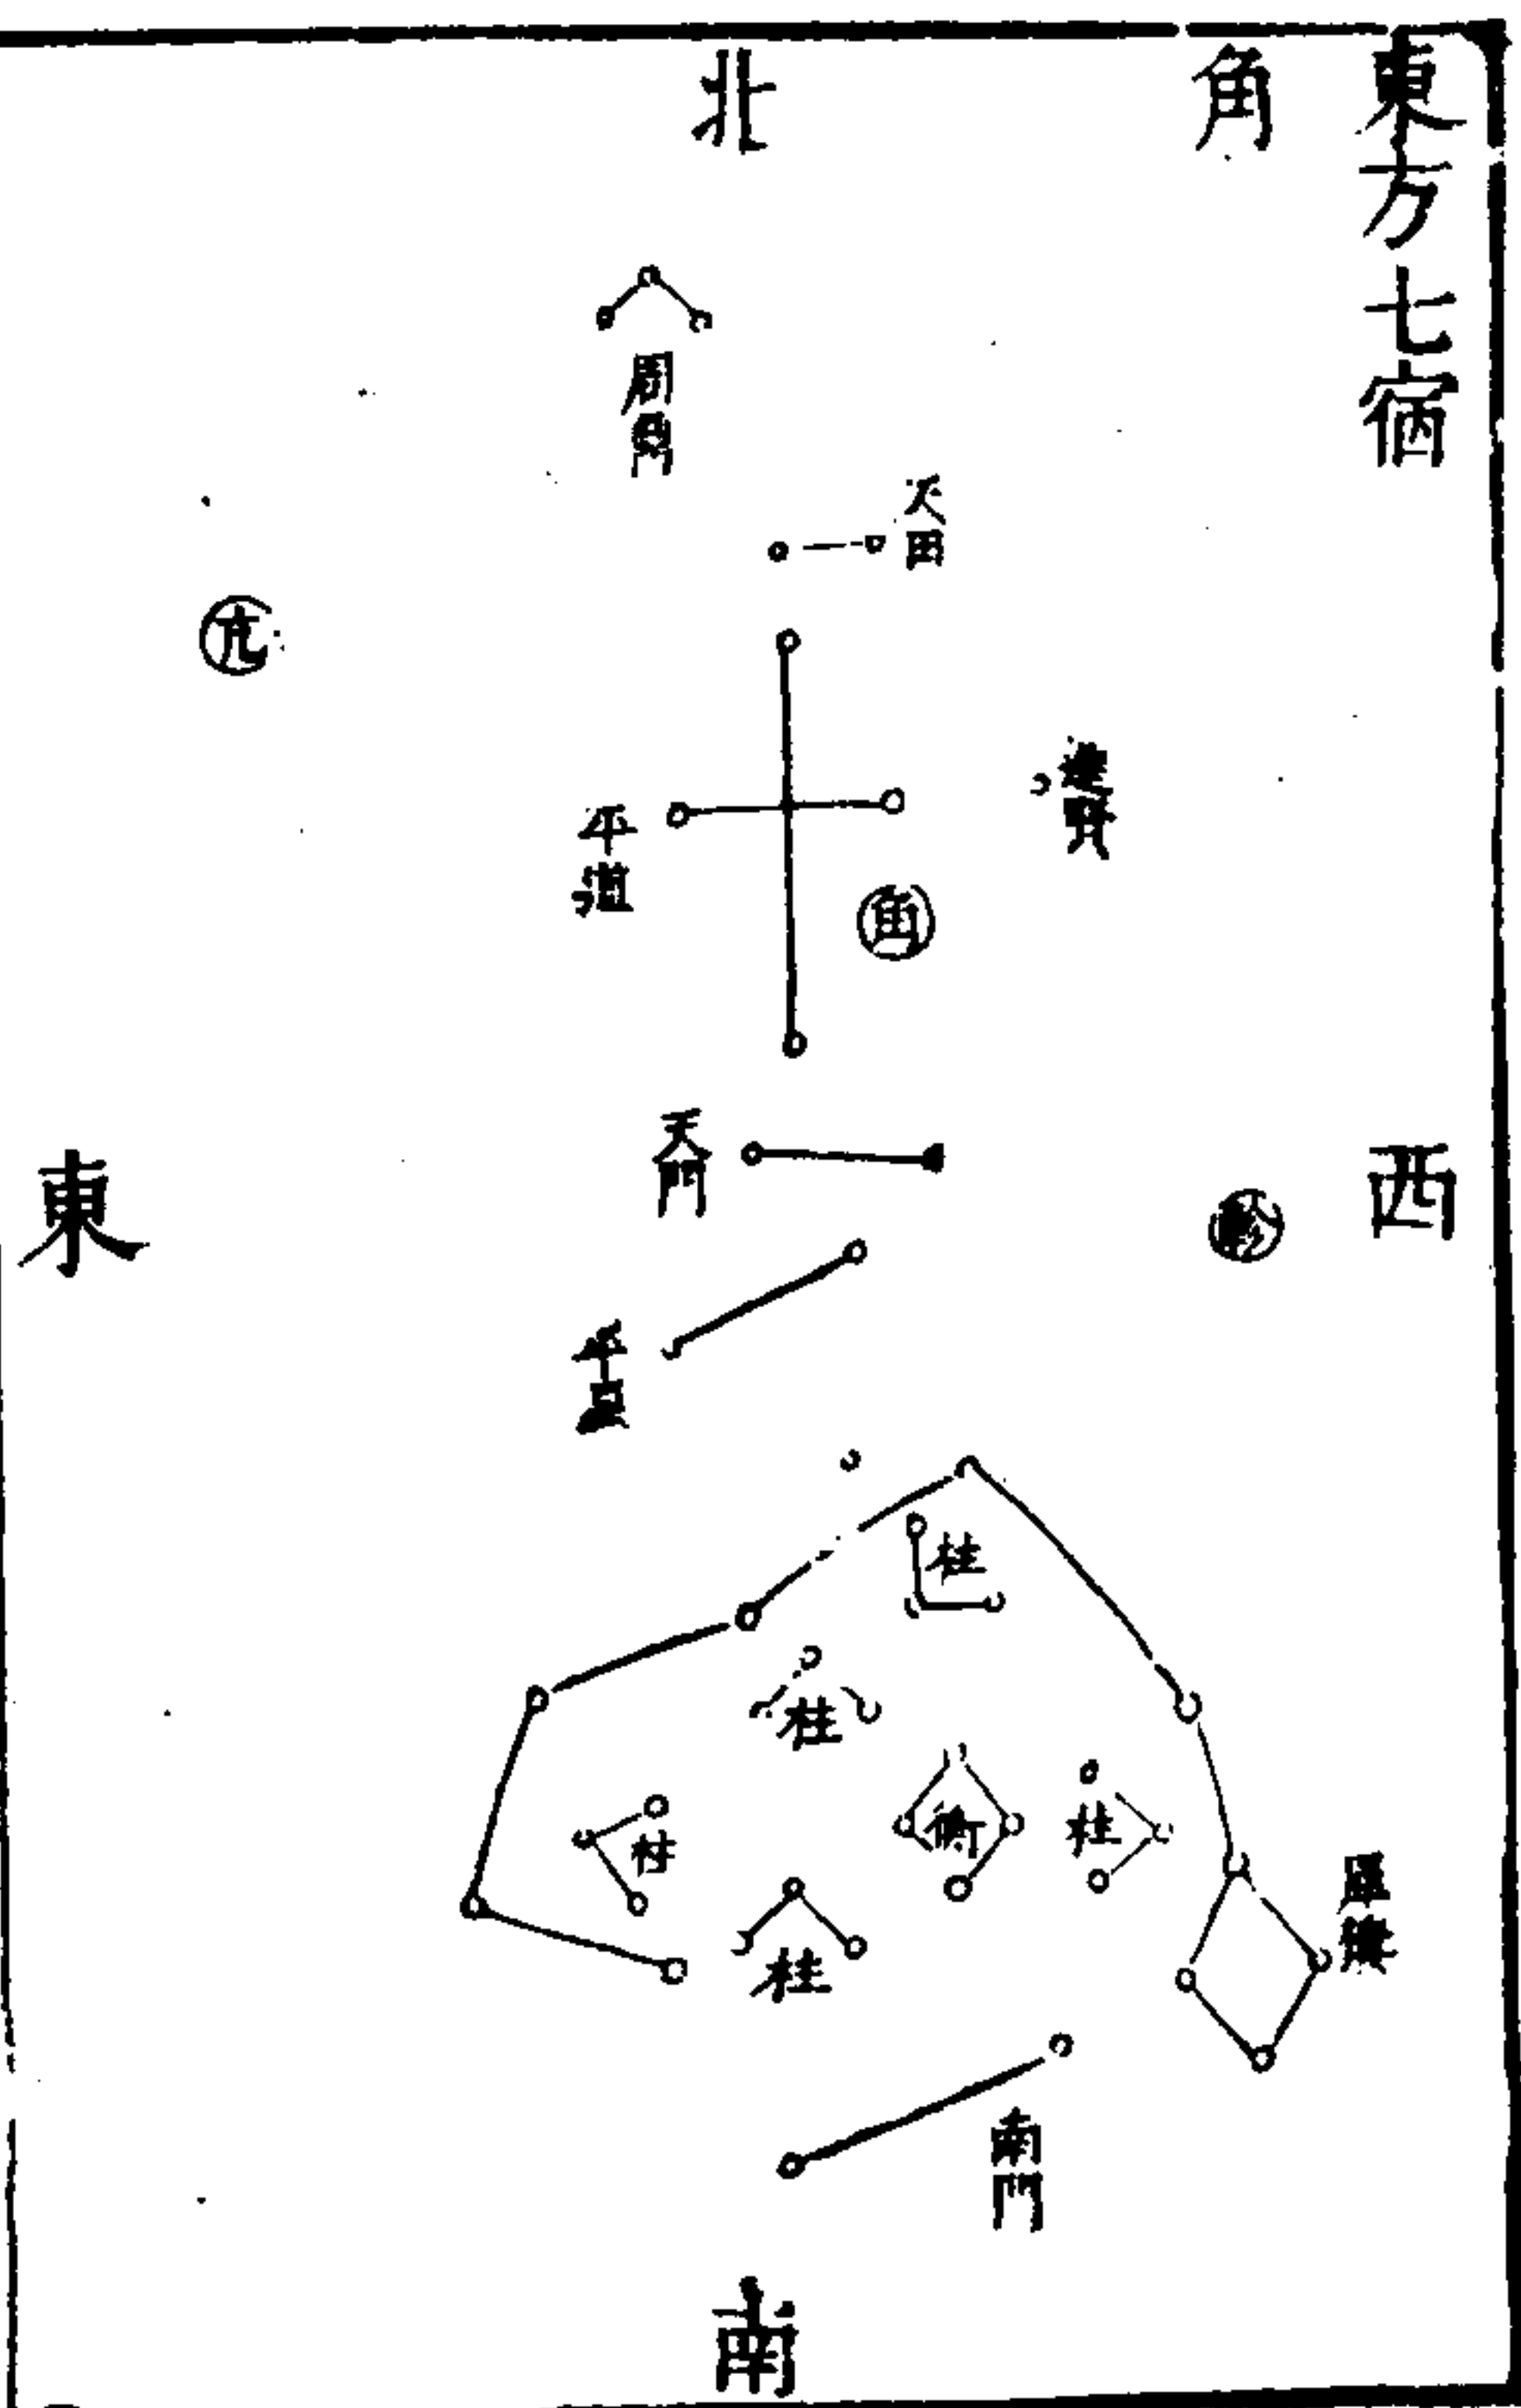 東方七宿
角
北
周鼎
天田
亢
進賢
平道
角
天門
軫
西
東
平星
柱
柱
柱
衡
柱
柱
庫樓
南門
南